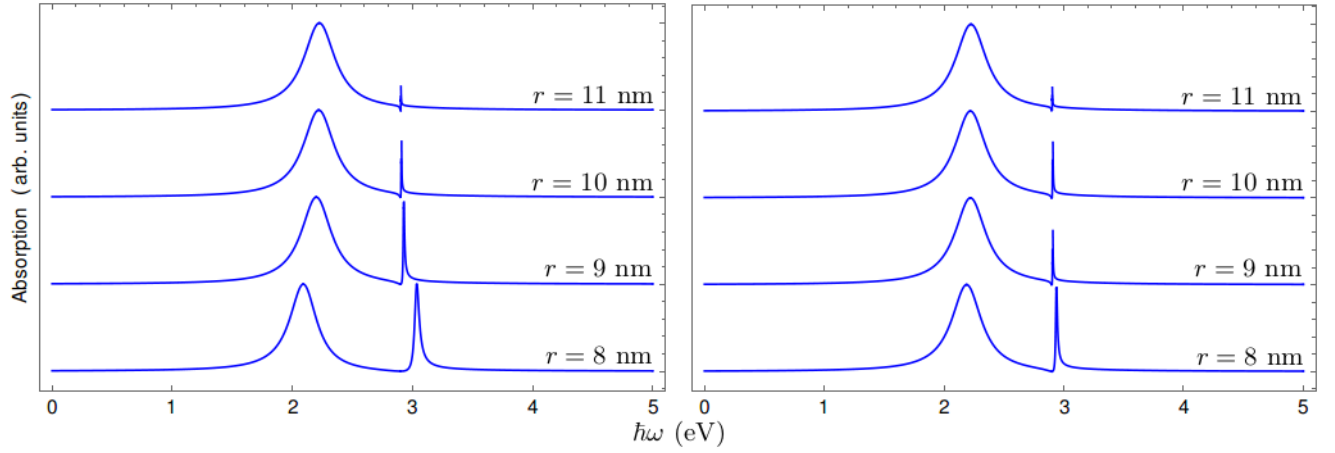 Absorption (arb. units)
r = 11 nm
r = 10 nm
r = 9 nm
r = 8 nm
0 1 2 3 4 5
r = 11 nm
r = 10 nm
r = 9 nm
r = 8 nm
0 1 2 3 4 5
ħω (eV)